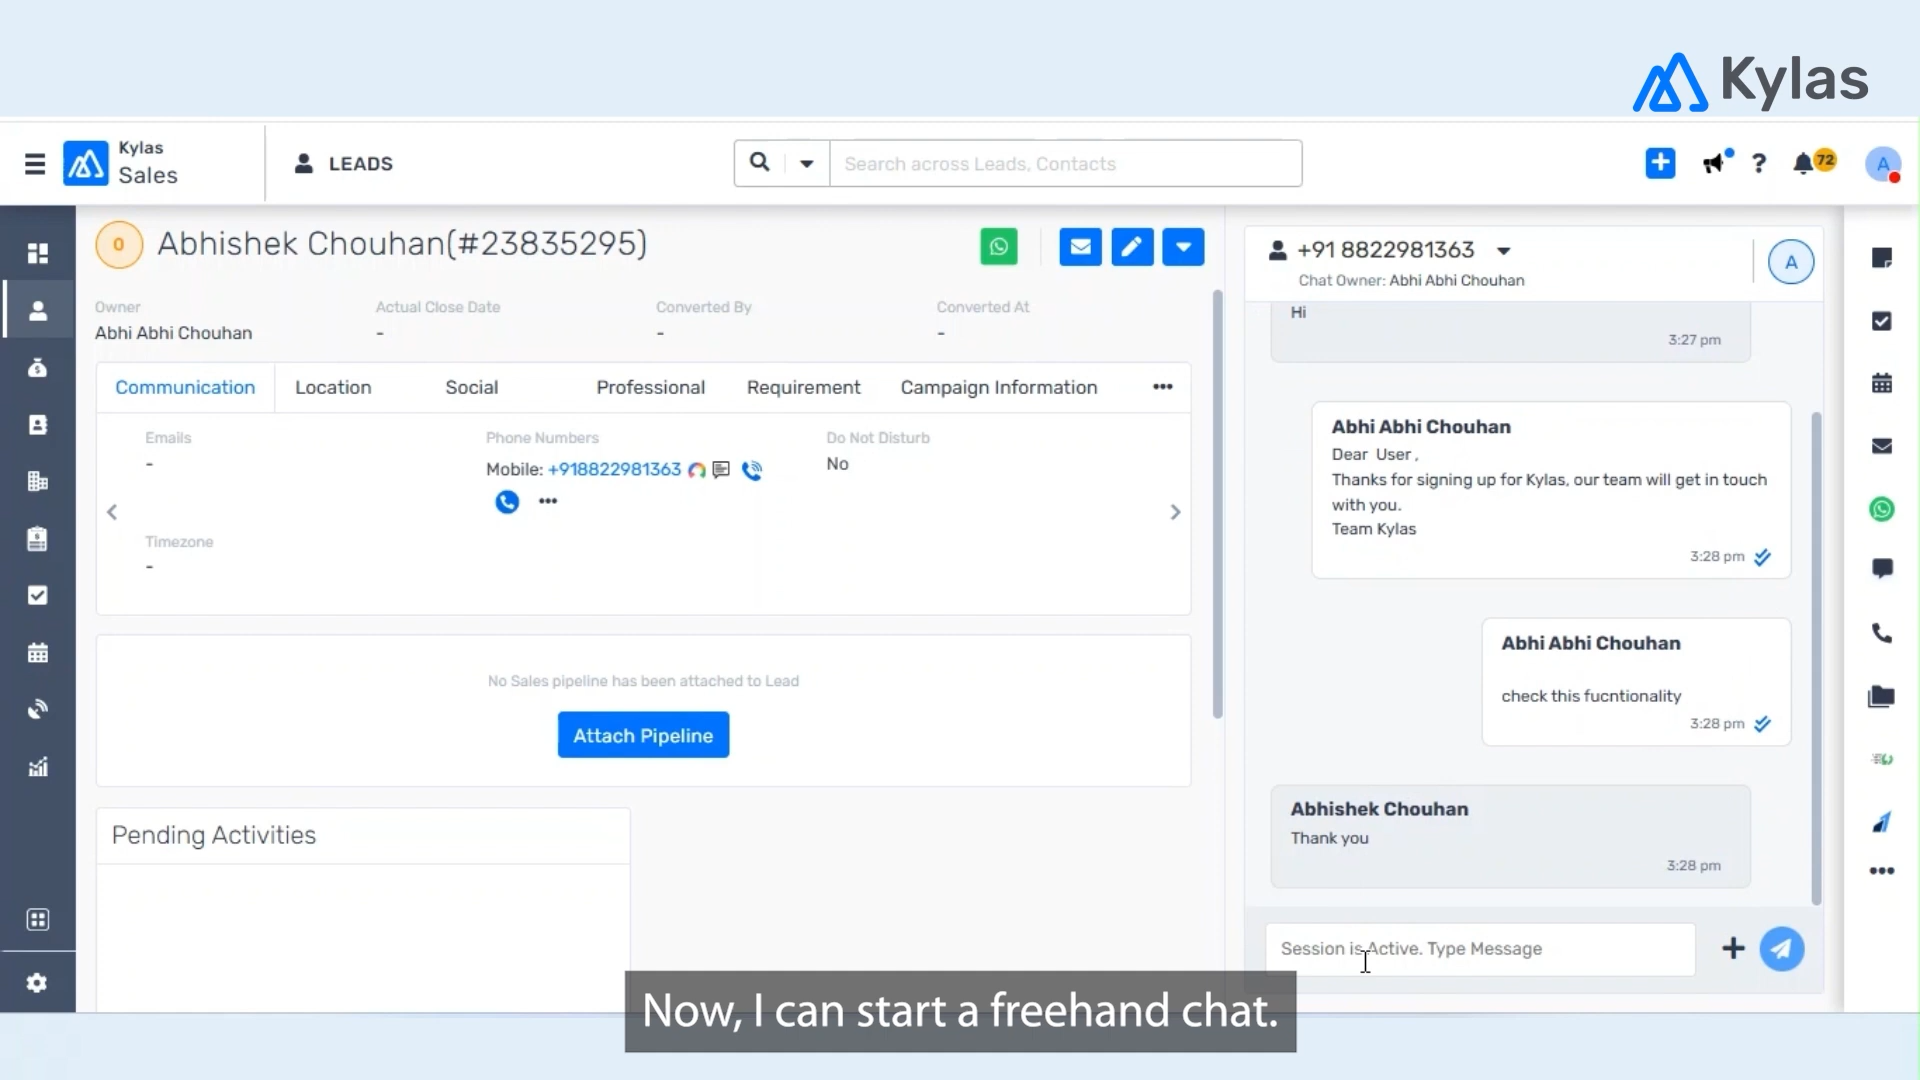 Kylas
Kylas
Sales
LEADS
Search across Leads, Contacts
?
72
A
0
Abhishek Chouhan(#23835295)
Owner
Abhi Abhi Chouhan
Actual Close Date
-
Converted By
-
Converted At
-
Communication
Location
Social
Professional
Requirement
Campaign Information
Emails
-
Phone Numbers
Mobile: +918822981363
Do Not Disturb
No
Timezone
-
No Sales pipeline has been attached to Lead
Attach Pipeline
Pending Activities
+91 8822981363
Chat Owner: Abhi Abhi Chouhan
A
Hi
3:27 pm
Abhi Abhi Chouhan
Dear User ,
Thanks for signing up for Kylas, our team will get in touch
with you.
Team Kylas
3:28 pm
Abhi Abhi Chouhan
check this fucntionality
3:28 pm
Abhishek Chouhan
Thank you
3:28 pm
Session is Active. Type Message
Now, I can start a freehand chat.